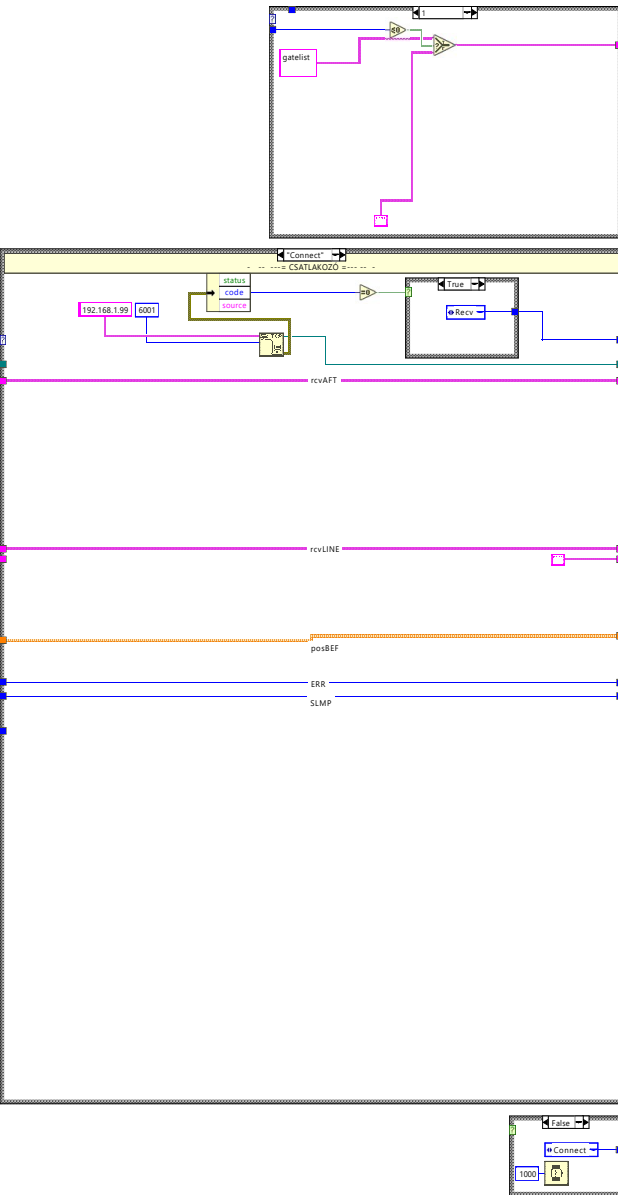 1
gatelist
"Connect"
- -- ---= CSATLAKOZÓ =--- -- -
status
code
source
192.168.1.99
6001
=0
True
Recv
rcvAFT
rcvLINE
posBEF
ERR
SLMP
False
Connect
1000